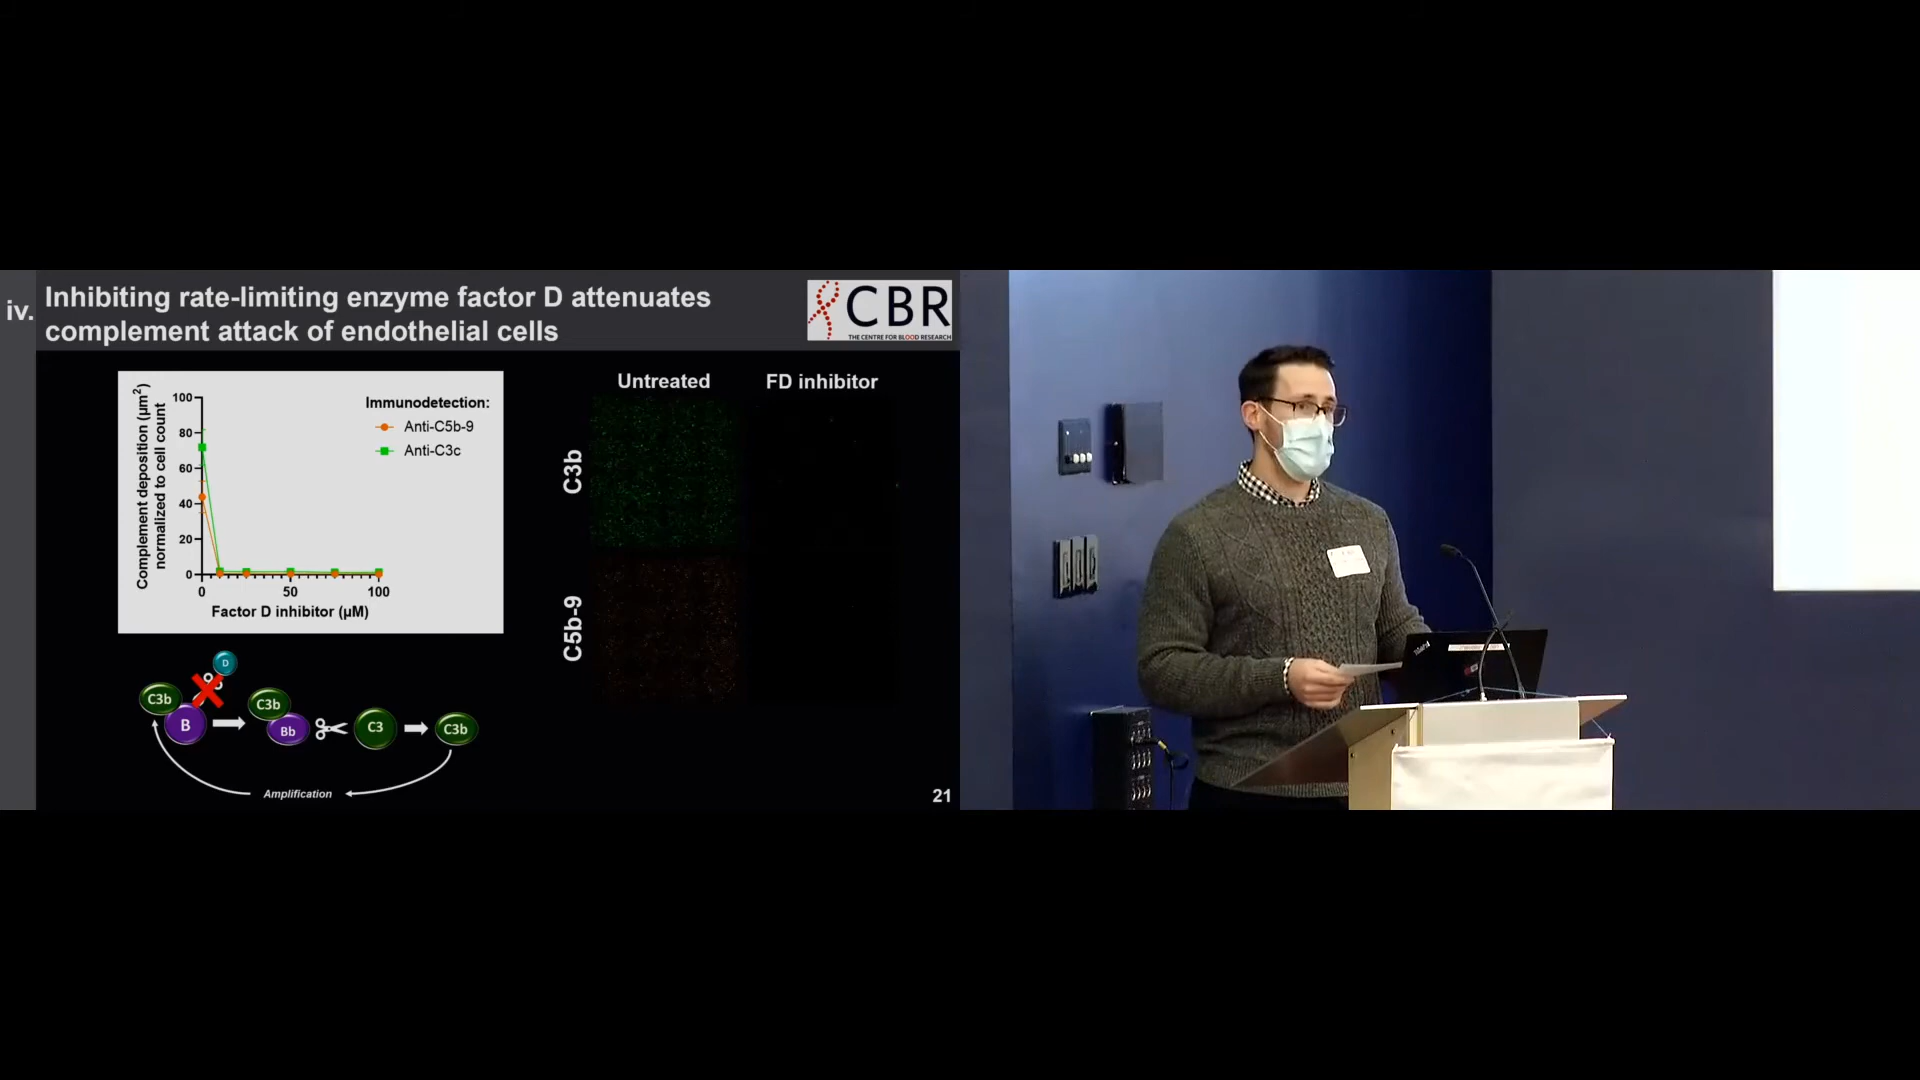 iv.
Inhibiting rate-limiting enzyme factor D attenuates
complement attack of endothelial cells
CBR
THE CENTRE FOR BLOOD RESEARCH
Complement deposition (µm²)
normalized to cell count
100
80
60
40
20
0
0
50
100
Factor D inhibitor (µM)
Immunodetection:
Anti-C5b-9
Anti-C3c
Untreated
FD inhibitor
C3b
C5b-9
D
C3b
B
C3b
Bb
C3
C3b
Amplification
21